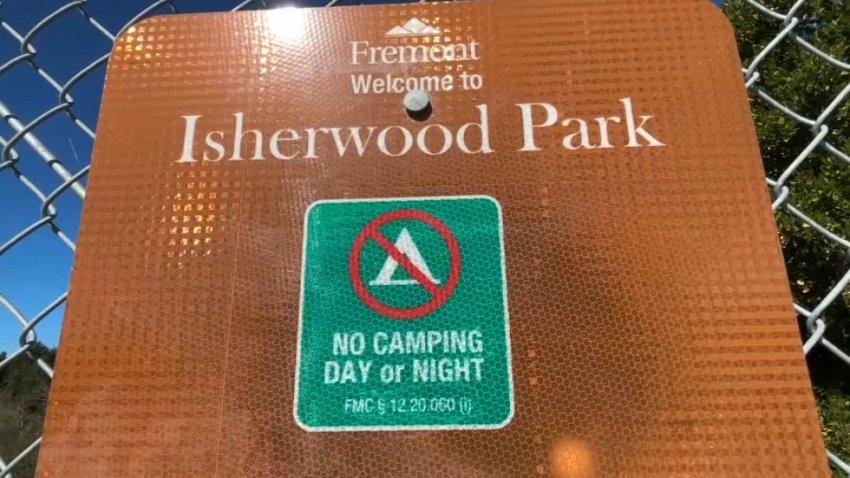 Fremont
Welcome to
Isherwood Park
NO CAMPING
DAY or NIGHT
FMC § 12.20.060 (i)